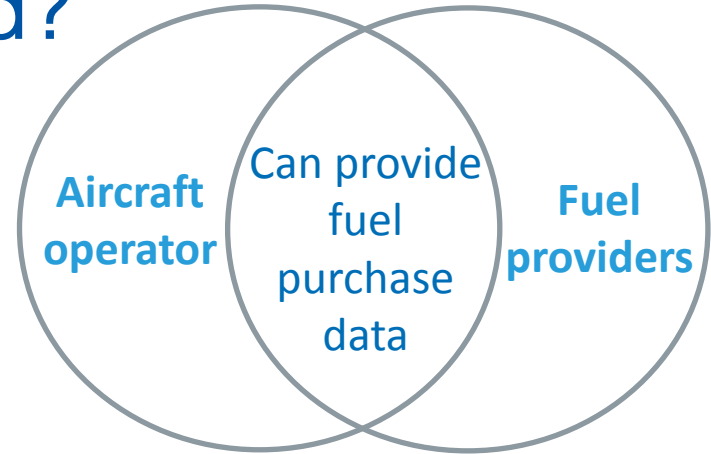 d?
Aircraft
operator
Can provide
fuel
purchase
data
Fuel
providers